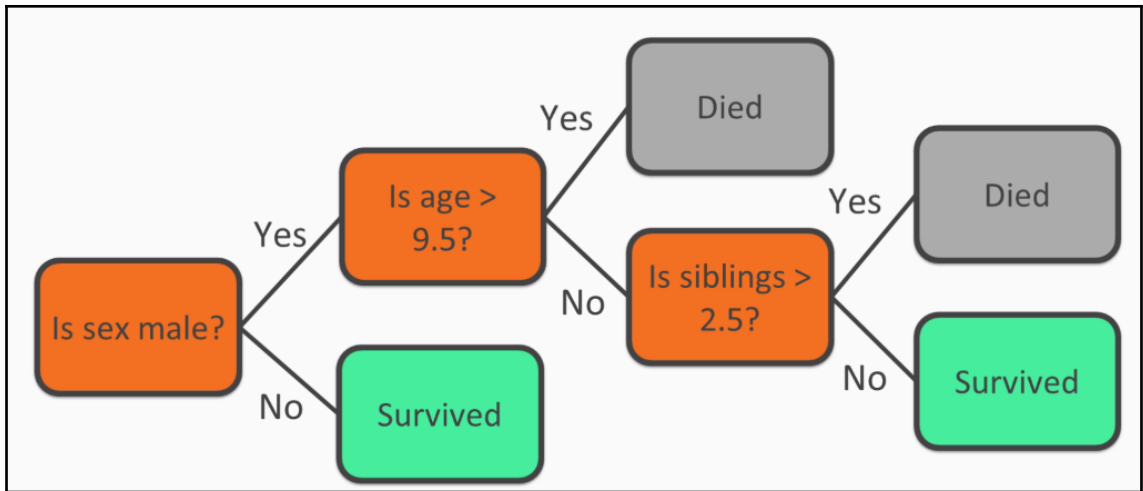 Is sex male?
Yes
No
Is age >
9.5?
Survived
Yes
No
Died
Is siblings >
2.5?
Yes
No
Died
Survived